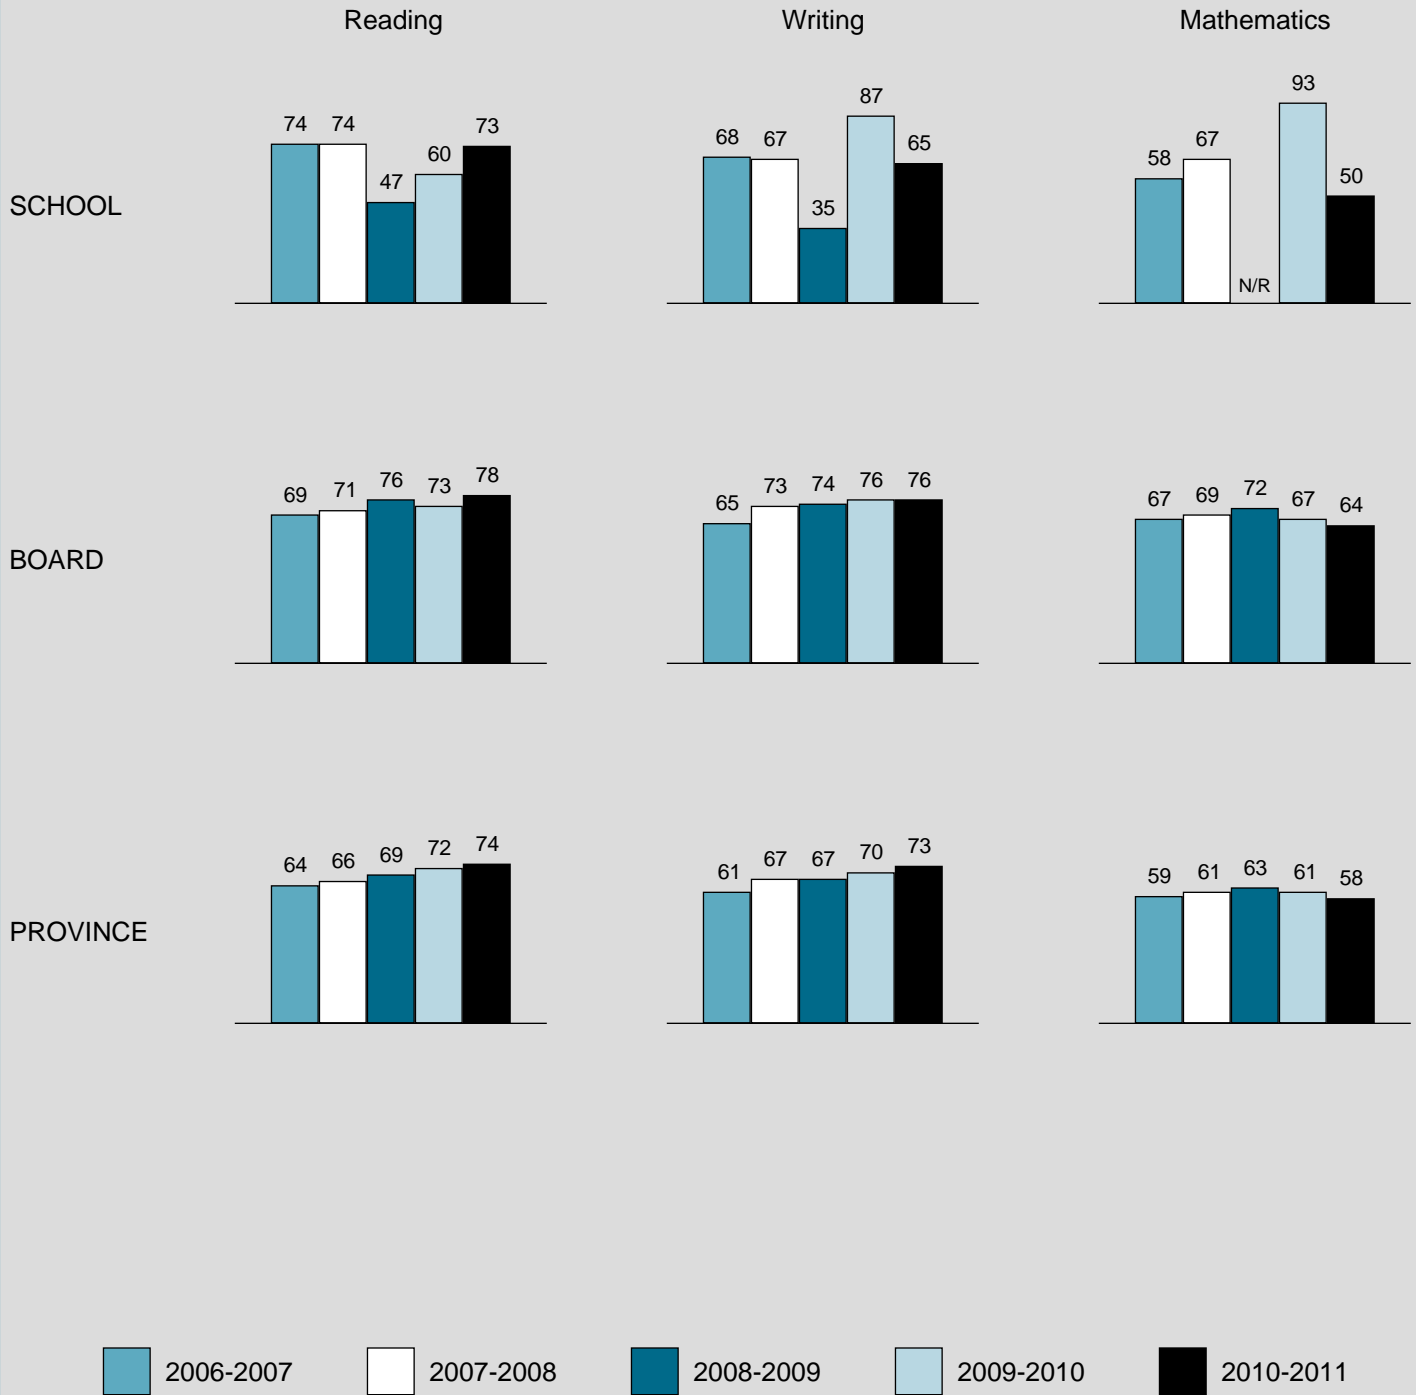 Reading Writing Mathematics
SCHOOL
74 74 47 60 73
68 67 35 87 65
58 67 N/R 93 50
BOARD
69 71 76 73 78
65 73 74 76 76
67 69 72 67 64
PROVINCE
64 66 69 72 74
61 67 67 70 73
59 61 63 61 58
2006-2007 2007-2008 2008-2009 2009-2010 2010-2011